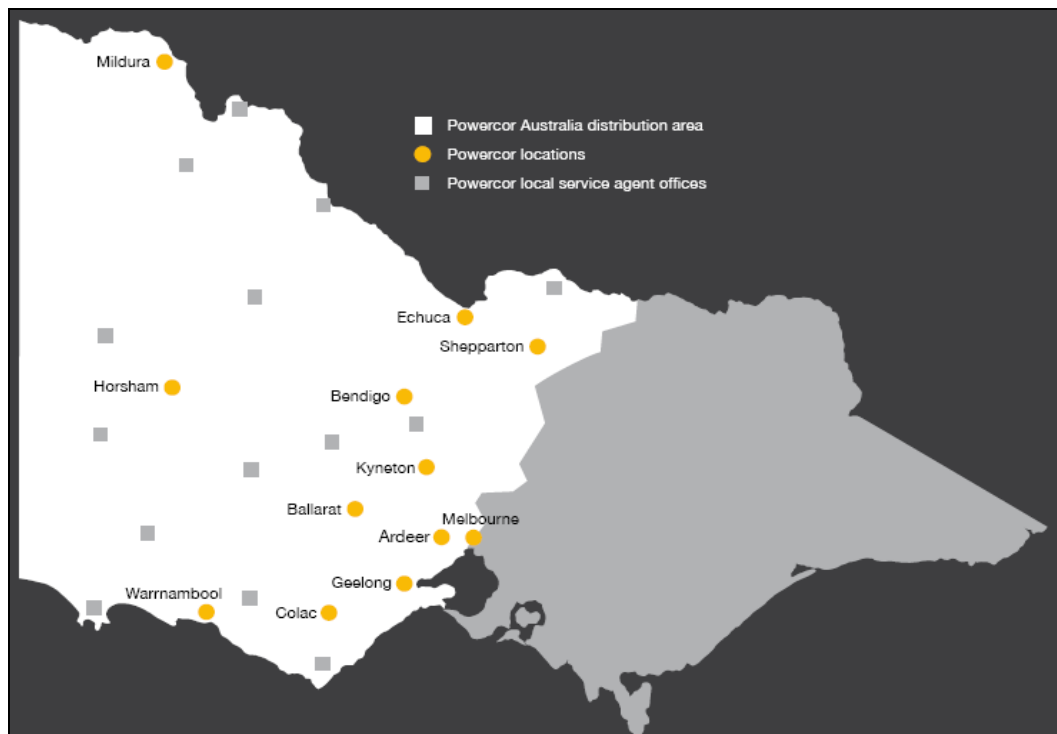 Mildura
Powercor Australia distribution area
Powercor locations
Powercor local service agent offices
Echuca
Shepparton
Horsham
Bendigo
Kyneton
Ballarat
Melbourne
Ardeer
Geelong
Warrnambool
Colac